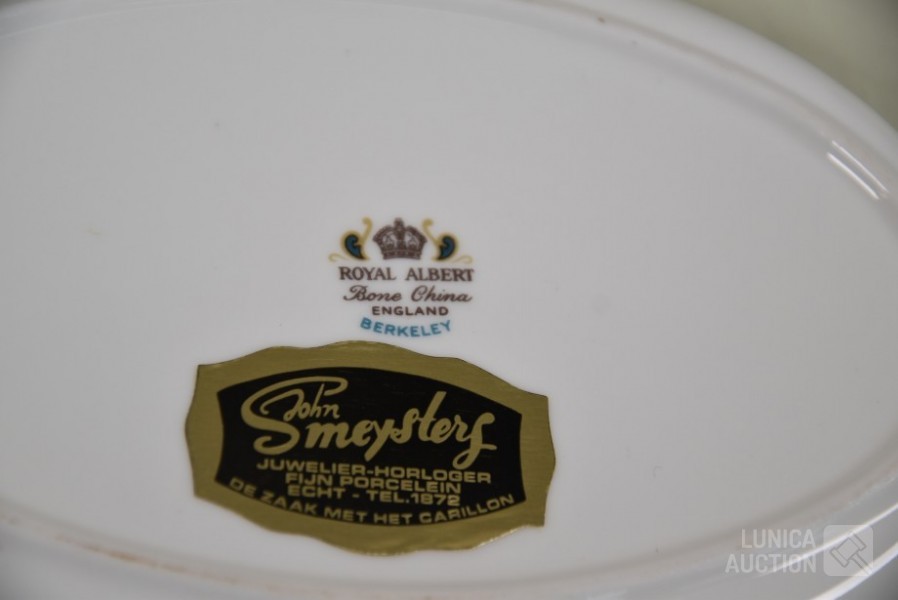 ROYAL ALBERT
Bone China
ENGLAND
BERKELEY
John
Smeysters
JUWELIER-HORLOGER
FIJN PORCELEIN
ECHT - TEL.1872
DE ZAAK MET HET CARILLON
LUNICA
AUCTION